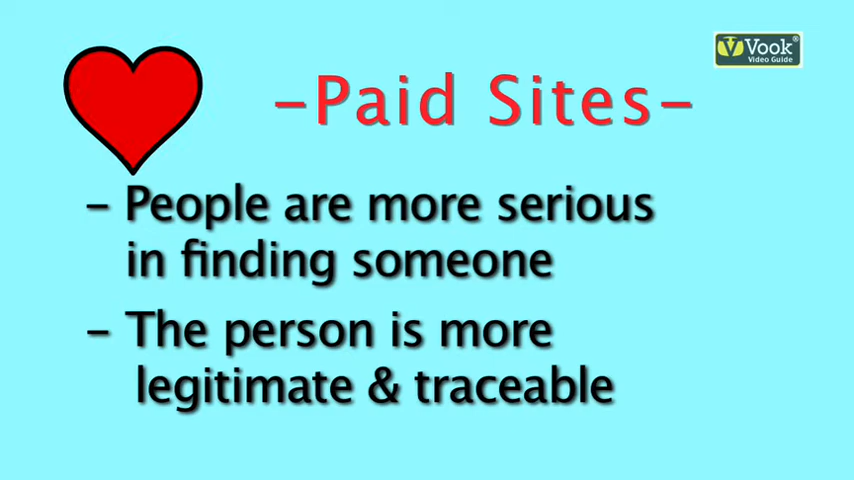 Vook®
Video Guide
-Paid Sites-
- People are more serious
in finding someone
- The person is more
legitimate & traceable